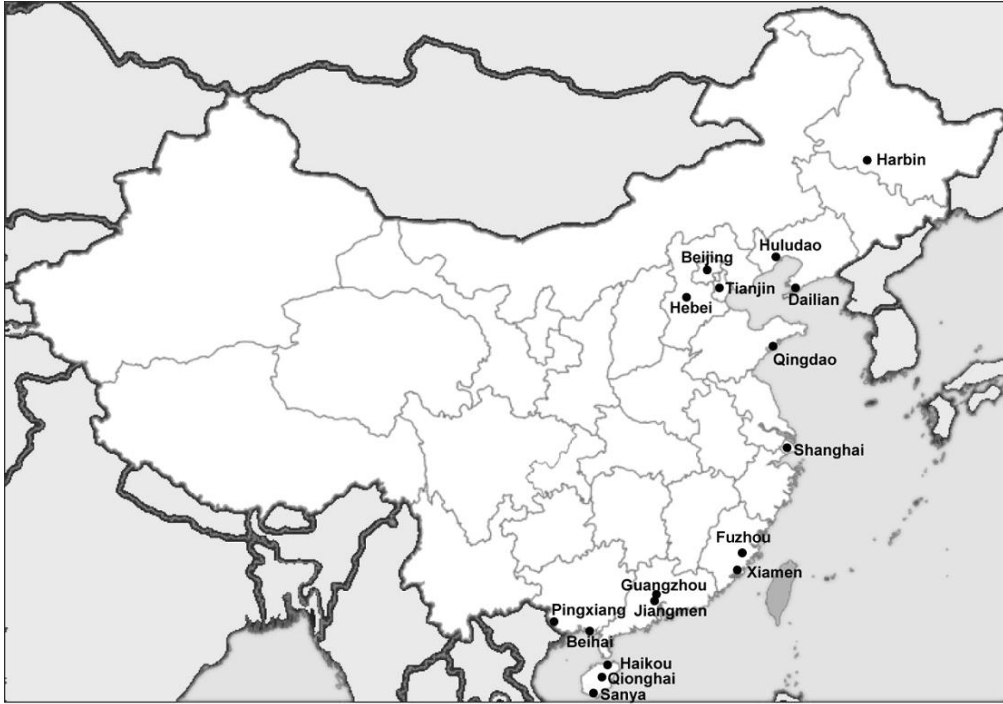 Harbin
Huludao
Beijing
Tianjin
Dailian
Hebei
Qingdao
Shanghai
Fuzhou
Xiamen
Guangzhou
Jiangmen
Pingxiang
Beihai
Haikou
Qionghai
Sanya